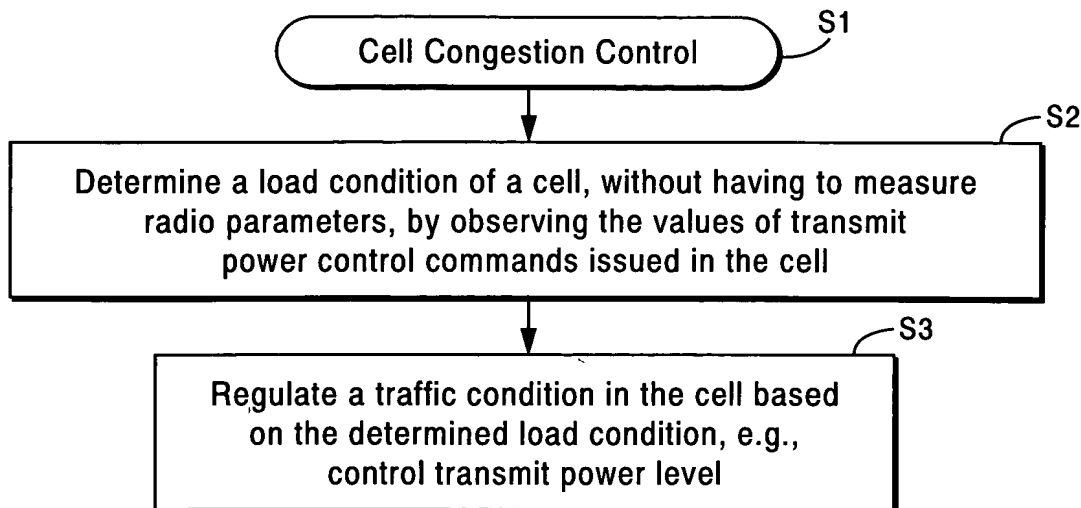 S1
Cell Congestion Control
S2
Determine a load condition of a cell, without having to measure
radio parameters, by observing the values of transmit
power control commands issued in the cell
S3
Regulate a traffic condition in the cell based
on the determined load condition, e.g.,
control transmit power level